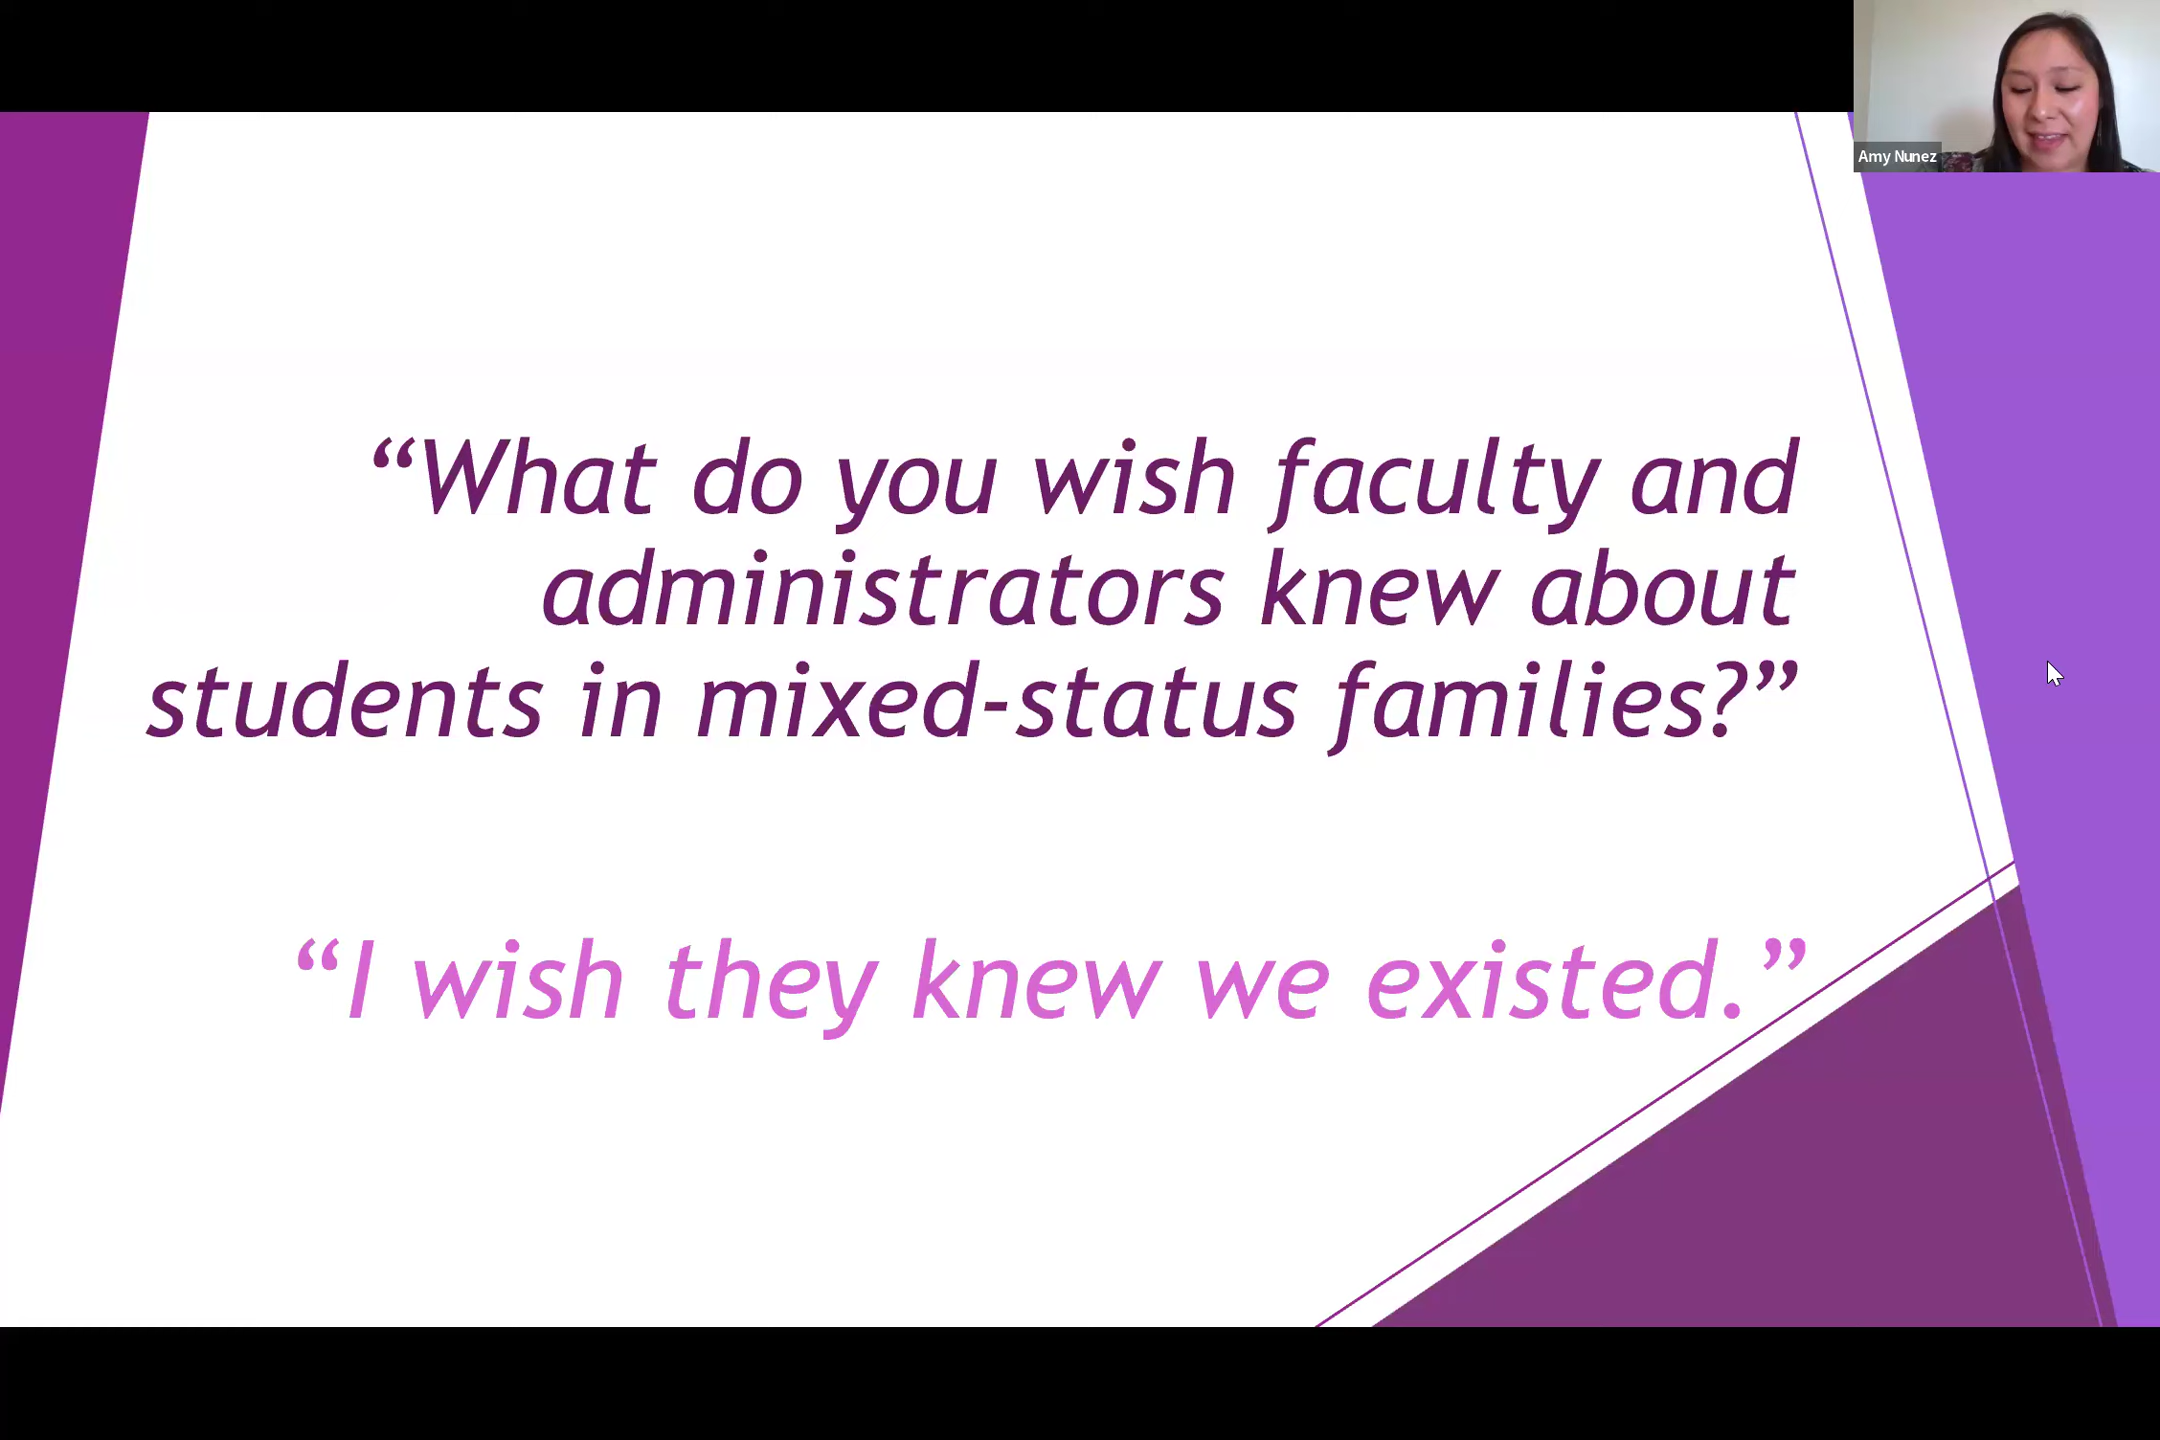 Amy Nunez
“What do you wish faculty and
administrators knew about
students in mixed-status families?”
“I wish they knew we existed.”